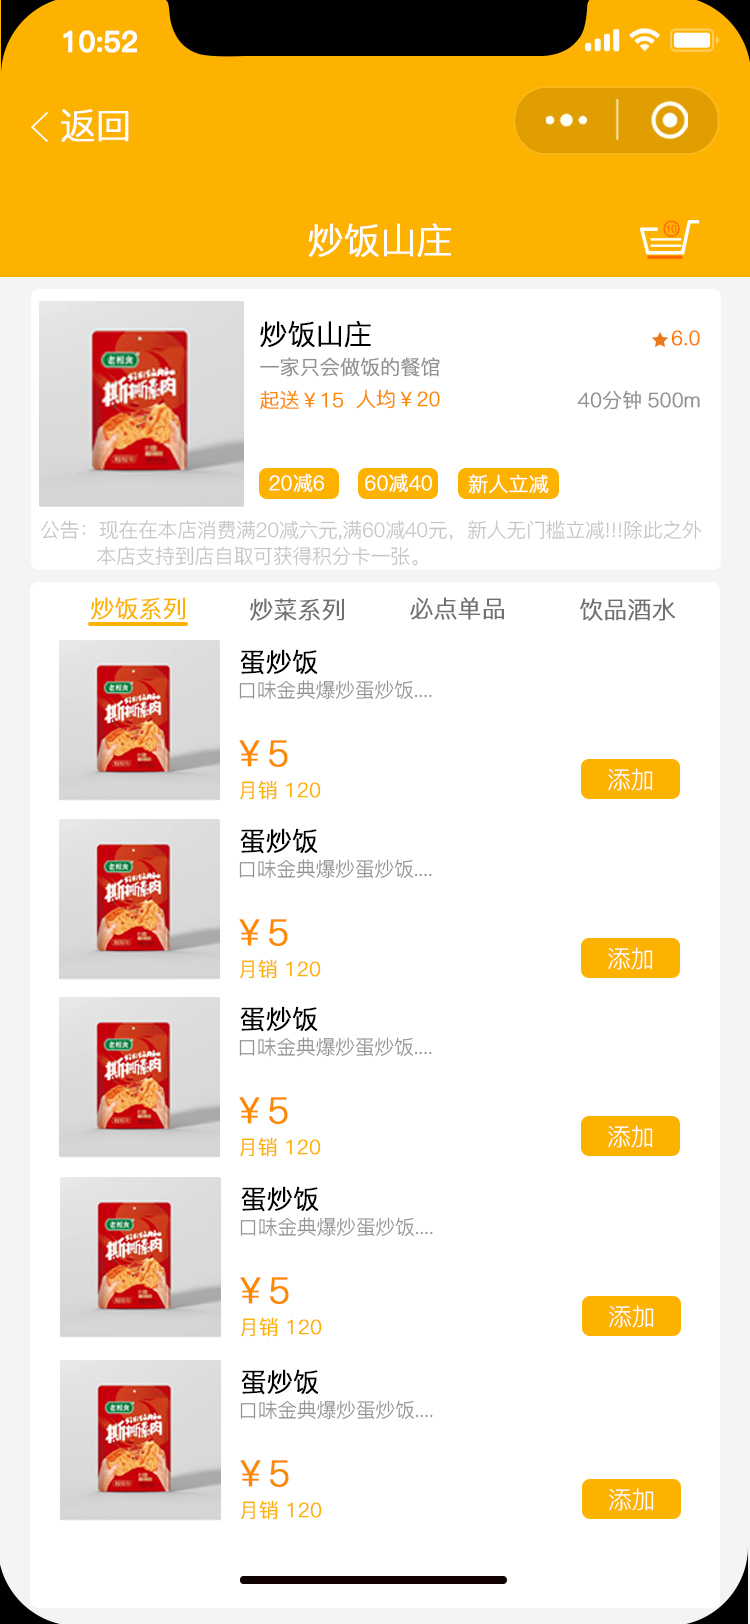 10:52
返回
炒饭山庄
10
老松食
撕撕素肉
炒饭山庄
6.0
一家只会做饭的餐馆
起送￥15 人均￥20
40分钟 500m
20减6
60减40
新人立减
公告：现在在本店消费满20减六元,满60减40元，新人无门槛立减!!!除此之外
本店支持到店自取可获得积分卡一张。
炒饭系列
炒菜系列
必点单品
饮品酒水
蛋炒饭
口味金典爆炒蛋炒饭....
￥5
月销 120
添加
蛋炒饭
口味金典爆炒蛋炒饭....
￥5
月销 120
添加
蛋炒饭
口味金典爆炒蛋炒饭....
￥5
月销 120
添加
蛋炒饭
口味金典爆炒蛋炒饭....
￥5
月销 120
添加
蛋炒饭
口味金典爆炒蛋炒饭....
￥5
月销 120
添加